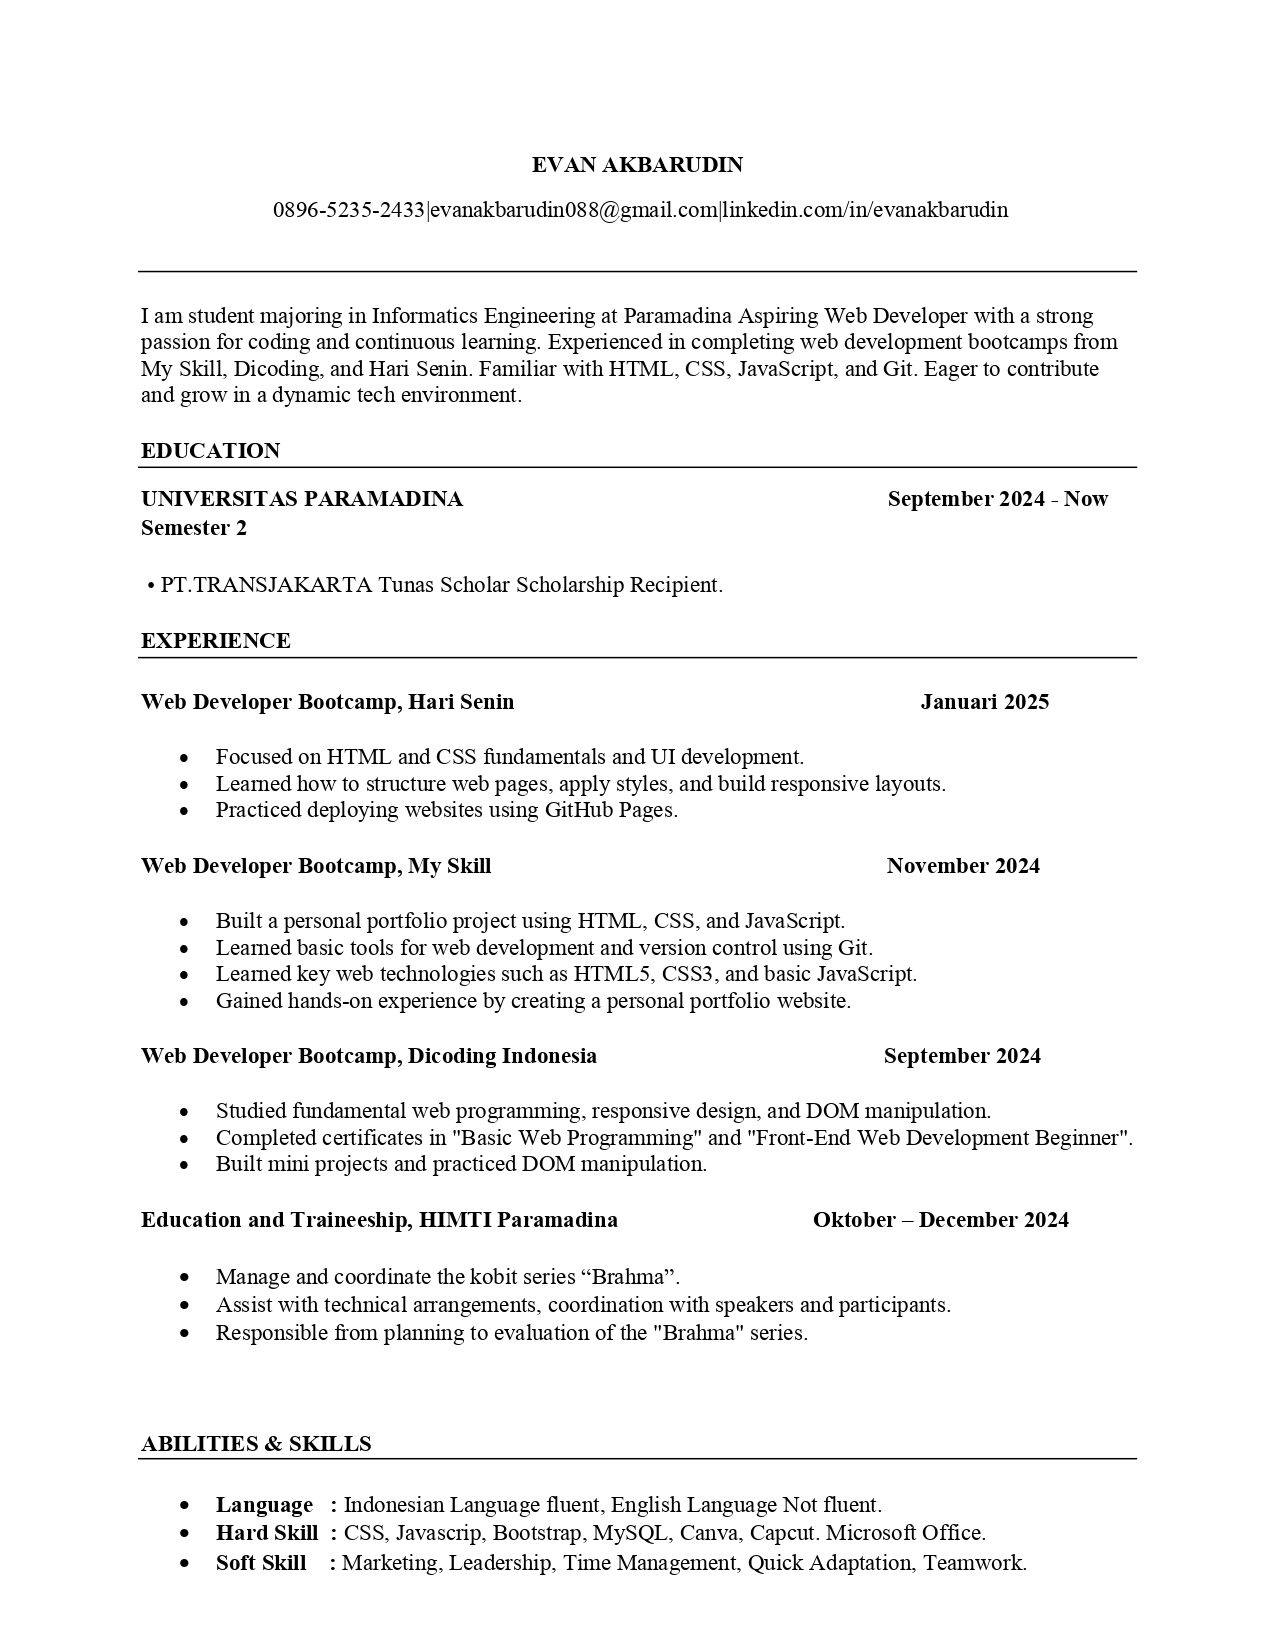 EVAN AKBARUDIN
0896-5235-2433|evanakbarudin088@gmail.com|linkedin.com/in/evanakbarudin
I am student majoring in Informatics Engineering at Paramadina Aspiring Web Developer with a strong
passion for coding and continuous learning. Experienced in completing web development bootcamps from
My Skill, Dicoding, and Hari Senin. Familiar with HTML, CSS, JavaScript, and Git. Eager to contribute
and grow in a dynamic tech environment.
EDUCATION
UNIVERSITAS PARAMADINA September 2024 - Now
Semester 2
• PT.TRANSJAKARTA Tunas Scholar Scholarship Recipient.
EXPERIENCE
Web Developer Bootcamp, Hari Senin Januari 2025
• Focused on HTML and CSS fundamentals and UI development.
• Learned how to structure web pages, apply styles, and build responsive layouts.
• Practiced deploying websites using GitHub Pages.
Web Developer Bootcamp, My Skill November 2024
• Built a personal portfolio project using HTML, CSS, and JavaScript.
• Learned basic tools for web development and version control using Git.
• Learned key web technologies such as HTML5, CSS3, and basic JavaScript.
• Gained hands-on experience by creating a personal portfolio website.
Web Developer Bootcamp, Dicoding Indonesia September 2024
• Studied fundamental web programming, responsive design, and DOM manipulation.
• Completed certificates in "Basic Web Programming" and "Front-End Web Development Beginner".
• Built mini projects and practiced DOM manipulation.
Education and Traineeship, HIMTI Paramadina Oktober – December 2024
• Manage and coordinate the kobit series “Brahma”.
• Assist with technical arrangements, coordination with speakers and participants.
• Responsible from planning to evaluation of the "Brahma" series.
ABILITIES & SKILLS
• Language : Indonesian Language fluent, English Language Not fluent.
• Hard Skill : CSS, Javascrip, Bootstrap, MySQL, Canva, Capcut. Microsoft Office.
• Soft Skill : Marketing, Leadership, Time Management, Quick Adaptation, Teamwork.